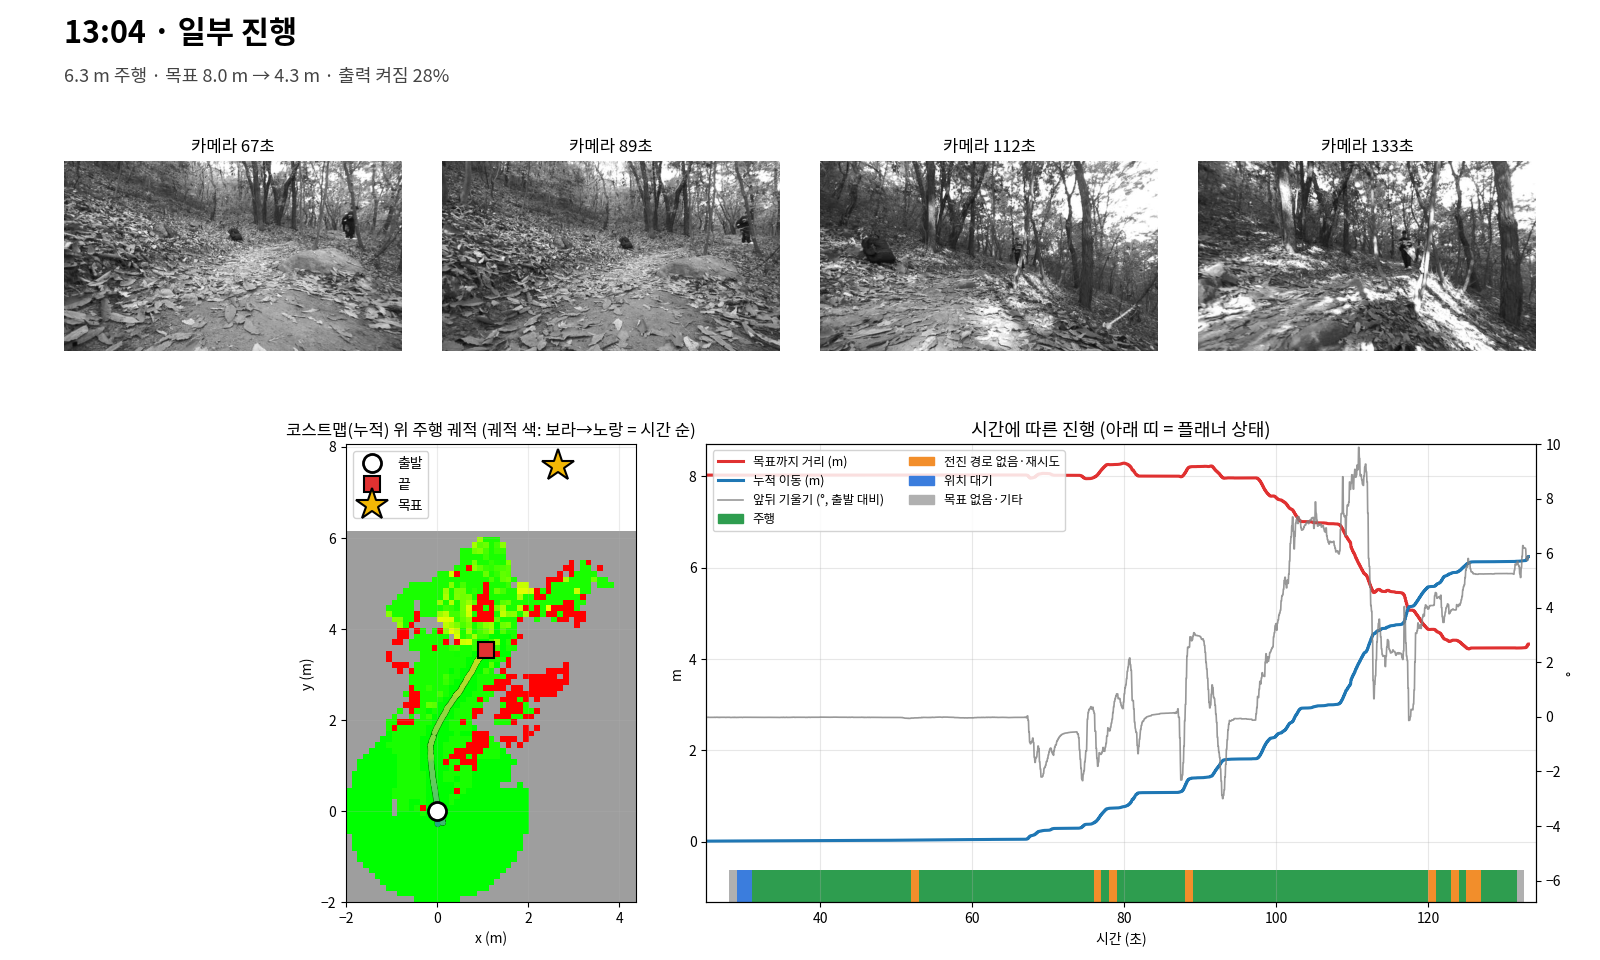 13:04 · 일부 진행
6.3 m 주행 · 목표 8.0 m → 4.3 m · 출력 켜짐 28%
카메라 67초
카메라 89초
카메라 112초
카메라 133초
코스트맵(누적) 위 주행 궤적 (궤적 색: 보라→노랑 = 시간 순)
출발
끝
목표
y (m)
8
6
4
2
0
−2
−2
0
2
4
x (m)
시간에 따른 진행 (아래 띠 = 플래너 상태)
목표까지 거리 (m)
누적 이동 (m)
앞뒤 기울기 (°, 출발 대비)
주행
전진 경로 없음·재시도
위치 대기
목표 없음·기타
m
8
6
4
2
0
10
8
6
4
2
0
−2
−4
−6
°
40
60
80
100
120
시간 (초)